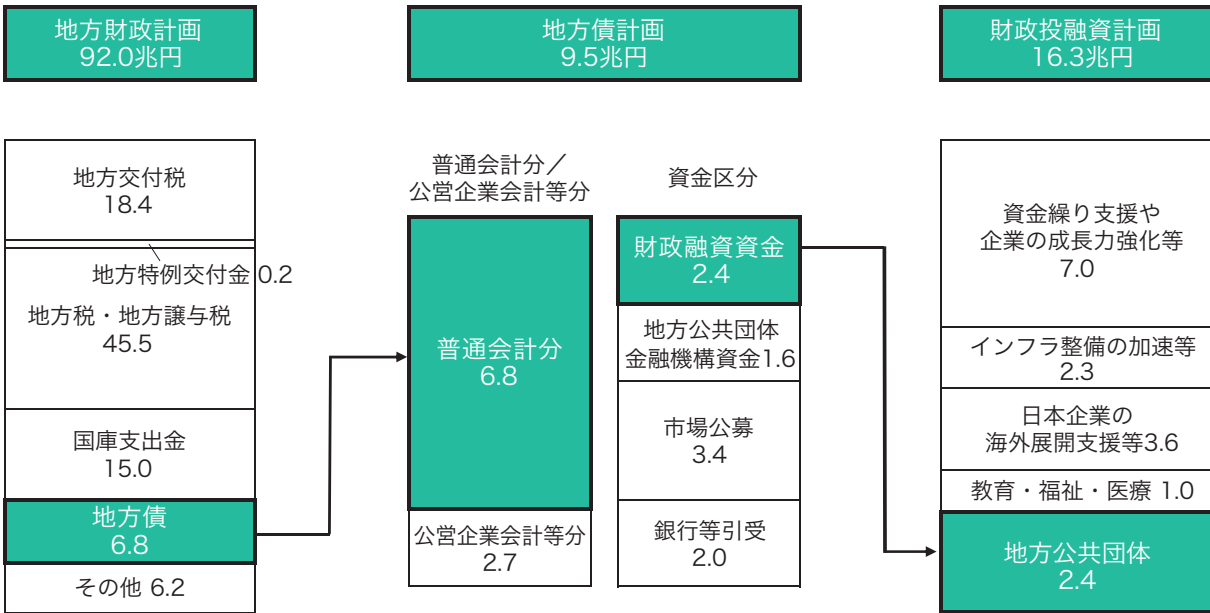 地方財政計画
92.0兆円
地方債計画
9.5兆円
財政投融資計画
16.3兆円
地方交付税
18.4
地方特例交付金 0.2
地方税・地方譲与税
45.5
国庫支出金
15.0
地方債
6.8
その他 6.2
普通会計分／
公営企業会計等分
普通会計分
6.8
公営企業会計等分
2.7
資金区分
財政融資資金
2.4
地方公共団体
金融機構資金1.6
市場公募
3.4
銀行等引受
2.0
資金繰り支援や
企業の成長力強化等
7.0
インフラ整備の加速等
2.3
日本企業の
海外展開支援等3.6
教育・福祉・医療 1.0
地方公共団体
2.4